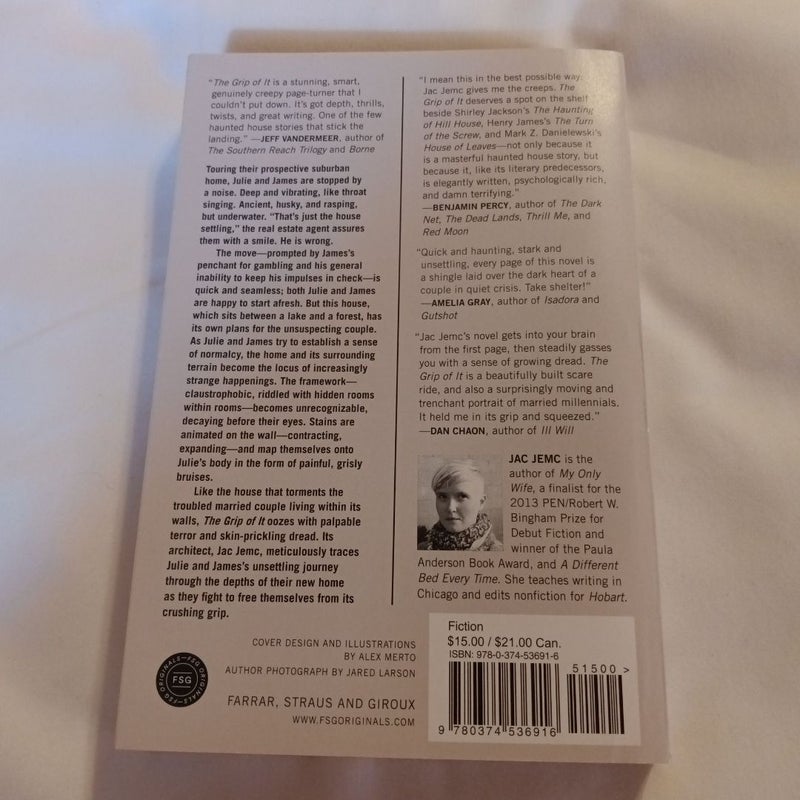 "The Grip of It is a stunning, smart,
genuinely creepy page-turner that I
couldn't put down. It's got depth, thrills,
twists, and great writing. One of the few
haunted house stories that stick the
landing." —JEFF VANDERMEER, author of
The Southern Reach Trilogy and Borne
Touring their prospective suburban
home, Julie and James are stopped by
a noise. Deep and vibrating, like throat
singing. Ancient, husky, and rasping,
but underwater. "That's just the house
settling," the real estate agent assures
them with a smile. He is wrong.
The move—prompted by James's
penchant for gambling and his general
inability to keep his impulses in check—is
quick and seamless; both Julie and James
are happy to start afresh. But this house,
which sits between a lake and a forest, has
its own plans for the unsuspecting couple.
As Julie and James try to establish a sense
of normalcy, the home and its surrounding
terrain become the locus of increasingly
strange happenings. The framework—
claustrophobic, riddled with hidden rooms
within rooms—becomes unrecognizable,
decaying before their eyes. Stains are
animated on the wall—contracting,
expanding—and map themselves onto
Julie's body in the form of painful, grisly
bruises.
Like the house that torments the
troubled married couple living within its
walls, The Grip of It oozes with palpable
terror and skin-prickling dread. Its
architect, Jac Jemc, meticulously traces
Julie and James's unsettling journey
through the depths of their new home
as they fight to free themselves from its
crushing grip.
"I mean this in the best possible way:
Jac Jemc gives me the creeps. The
Grip of It deserves a spot on the shelf
beside Shirley Jackson's The Haunting
of Hill House, Henry James's The Turn
of the Screw, and Mark Z. Danielewski's
House of Leaves—not only because it
is a masterful haunted house story, but
because it, like its literary predecessors,
is elegantly written, psychologically rich,
and damn terrifying."
—BENJAMIN PERCY, author of The Dark
Net, The Dead Lands, Thrill Me, and
Red Moon
"Quick and haunting, stark and
unsettling, every page of this novel is
a shingle laid over the dark heart of a
couple in quiet crisis. Take shelter!"
—AMELIA GRAY, author of Isadora and
Gutshot
"Jac Jemc's novel gets into your brain
from the first page, then steadily gasses
you with a sense of growing dread. The
Grip of It is a beautifully built scare
ride, and also a surprisingly moving and
trenchant portrait of married millennials.
It held me in its grip and squeezed."
—DAN CHAON, author of Ill Will
JAC JEMC is the
author of My Only
Wife, a finalist for the
2013 PEN/Robert W.
Bingham Prize for
Debut Fiction and
winner of the Paula
Anderson Book Award, and A Different
Bed Every Time. She teaches writing in
Chicago and edits nonfiction for Hobart.
COVER DESIGN AND ILLUSTRATIONS
BY ALEX MERTO
AUTHOR PHOTOGRAPH BY JARED LARSON
FSG ORIGINALS—FSG ORIGINALS—
FSG
FARRAR, STRAUS AND GIROUX
WWW.FSGORIGINALS.COM
Fiction
$15.00 / $21.00 Can.
ISBN: 978-0-374-53691-6
51500 >
9 780374 536916